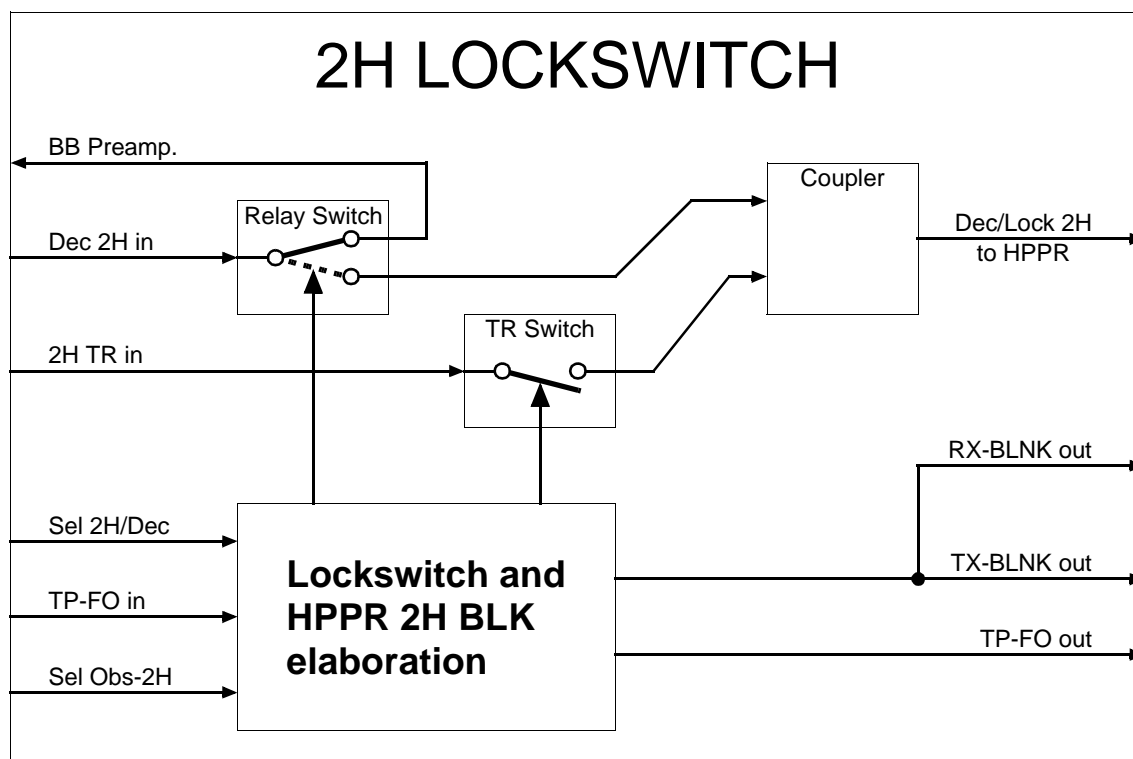 2H LOCKSWITCH
BB Preamp.
Coupler
Relay Switch
Dec 2H in
Dec/Lock 2H
to HPPR
TR Switch
2H TR in
RX-BLNK out
Sel 2H/Dec
Lockswitch and
HPPR 2H BLK
elaboration
TX-BLNK out
TP-FO in
TP-FO out
Sel Obs-2H